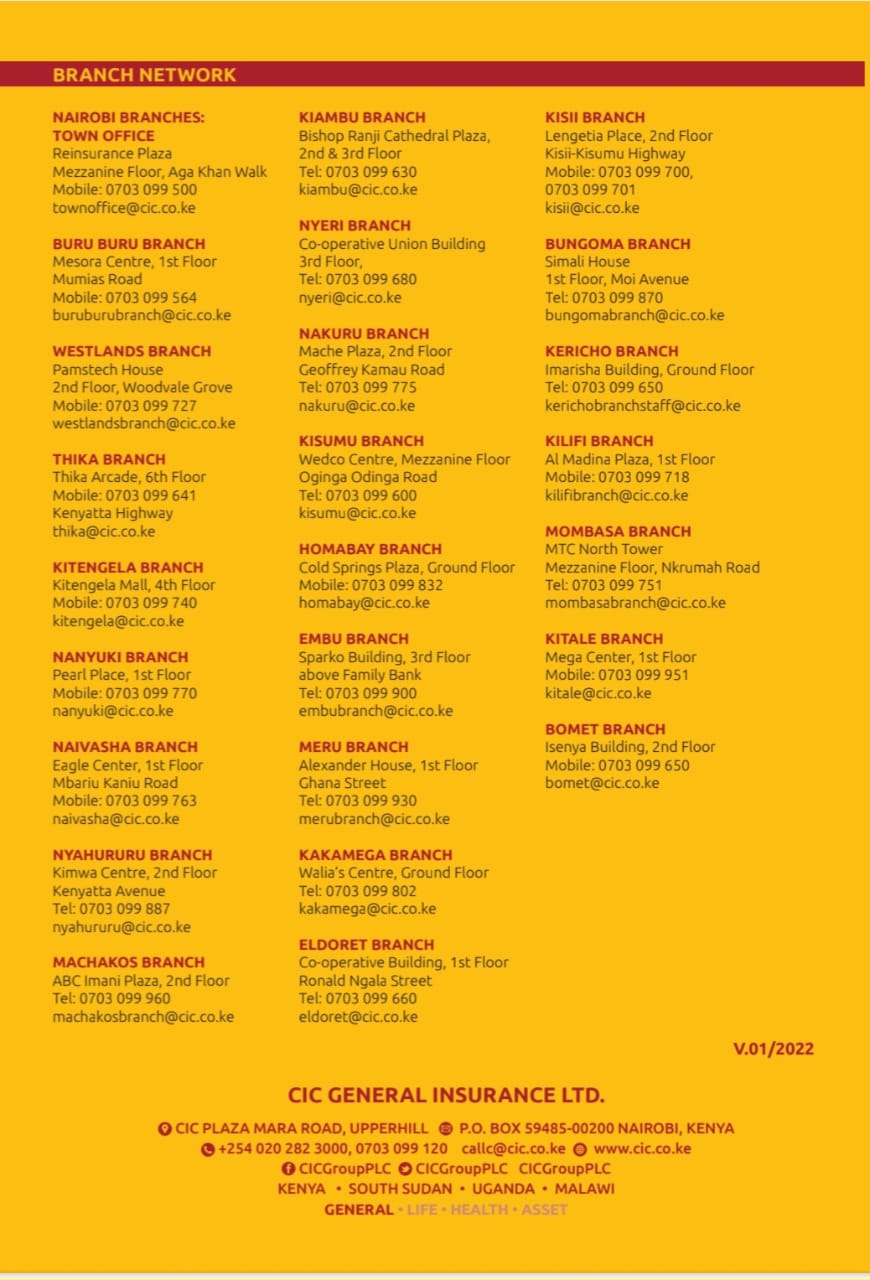 BRANCH NETWORK
NAIROBI BRANCHES:
TOWN OFFICE
Reinsurance Plaza
Mezzanine Floor, Aga Khan Walk
Mobile: 0703 099 500
townoffice@cic.co.ke
BURU BURU BRANCH
Mesora Centre, 1st Floor
Mumias Road
Mobile: 0703 099 564
buruburubranch@cic.co.ke
WESTLANDS BRANCH
Pamstech House
2nd Floor, Woodvale Grove
Mobile: 0703 099 727
westlandsbranch@cic.co.ke
THIKA BRANCH
Thika Arcade, 6th Floor
Mobile: 0703 099 641
Kenyatta Highway
thika@cic.co.ke
KITENGELA BRANCH
Kitengela Mall, 4th Floor
Mobile: 0703 099 740
kitengela@cic.co.ke
NANYUKI BRANCH
Pearl Place, 1st Floor
Mobile: 0703 099 770
nanyuki@cic.co.ke
NAIVASHA BRANCH
Eagle Center, 1st Floor
Mbariu Kaniu Road
Mobile: 0703 099 763
naivasha@cic.co.ke
NYAHURURU BRANCH
Kimwa Centre, 2nd Floor
Kenyatta Avenue
Tel: 0703 099 887
nyahururu@cic.co.ke
MACHAKOS BRANCH
ABC Imani Plaza, 2nd Floor
Tel: 0703 099 960
machakosbranch@cic.co.ke
KIAMBU BRANCH
Bishop Ranji Cathedral Plaza,
2nd & 3rd Floor
Tel: 0703 099 630
kiambu@cic.co.ke
NYERI BRANCH
Co-operative Union Building
3rd Floor,
Tel: 0703 099 680
nyeri@cic.co.ke
NAKURU BRANCH
Mache Plaza, 2nd Floor
Geoffrey Kamau Road
Tel: 0703 099 775
nakuru@cic.co.ke
KISUMU BRANCH
Wedco Centre, Mezzanine Floor
Oginga Odinga Road
Tel: 0703 099 600
kisumu@cic.co.ke
HOMABAY BRANCH
Cold Springs Plaza, Ground Floor
Mobile: 0703 099 832
homabay@cic.co.ke
EMBU BRANCH
Sparko Building, 3rd Floor
above Family Bank
Tel: 0703 099 900
embubranch@cic.co.ke
MERU BRANCH
Alexander House, 1st Floor
Ghana Street
Tel: 0703 099 930
merubranch@cic.co.ke
KAKAMEGA BRANCH
Walia's Centre, Ground Floor
Tel: 0703 099 802
kakamega@cic.co.ke
ELDORET BRANCH
Co-operative Building, 1st Floor
Ronald Ngala Street
Tel: 0703 099 660
eldoret@cic.co.ke
KISII BRANCH
Lengetia Place, 2nd Floor
Kisii-Kisumu Highway
Mobile: 0703 099 700,
0703 099 701
kisii@cic.co.ke
BUNGOMA BRANCH
Simali House
1st Floor, Moi Avenue
Tel: 0703 099 870
bungomabranch@cic.co.ke
KERICHO BRANCH
Imarisha Building, Ground Floor
Tel: 0703 099 650
kerichobranchstaff@cic.co.ke
KILIFI BRANCH
Al Madina Plaza, 1st Floor
Mobile: 0703 099 718
kilifibranch@cic.co.ke
MOMBASA BRANCH
MTC North Tower
Mezzanine Floor, Nkrumah Road
Tel: 0703 099 751
mombasabranch@cic.co.ke
KITALE BRANCH
Mega Center, 1st Floor
Mobile: 0703 099 951
kitale@cic.co.ke
BOMET BRANCH
Isenya Building, 2nd Floor
Mobile: 0703 099 650
bomet@cic.co.ke
V.01/2022
CIC GENERAL INSURANCE LTD.
CIC PLAZA MARA ROAD, UPPERHILL P.O. BOX 59485-00200 NAIROBI, KENYA
+254 020 282 3000, 0703 099 120 callc@cic.co.ke www.cic.co.ke
CICGroupPLC CICGroupPLC CICGroupPLC
KENYA • SOUTH SUDAN • UGANDA • MALAWI
GENERAL • LIFE • HEALTH • ASSET